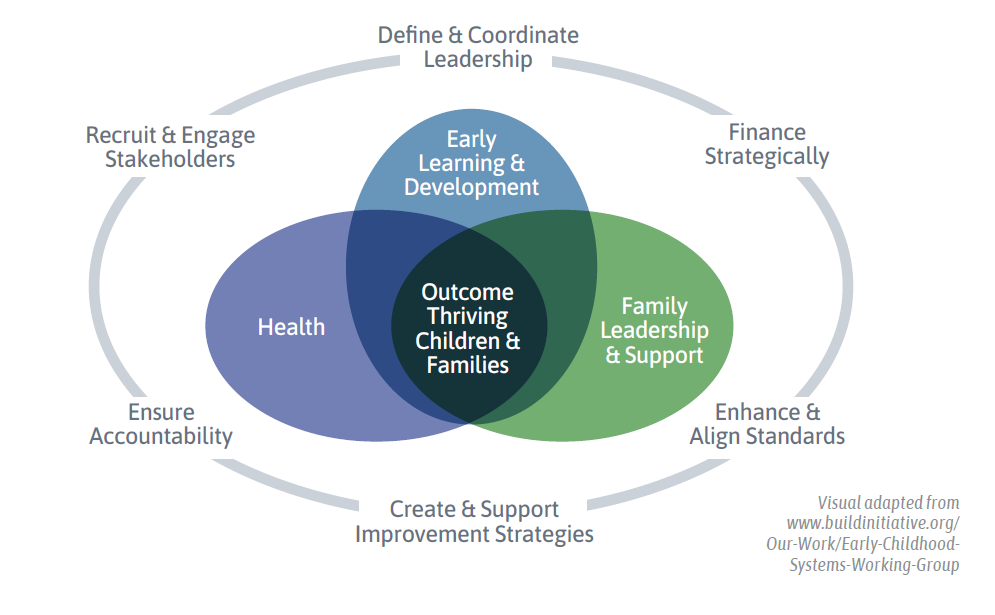 Define & Coordinate
Leadership
Recruit & Engage
Stakeholders
Finance
Strategically
Early
Learning &
Development
Health
Outcome
Thriving
Children &
Families
Family
Leadership
& Support
Ensure
Accountability
Enhance &
Align Standards
Create & Support
Improvement Strategies
Visual adapted from
www.buildinitiative.org/
Our-Work/Early-Childhood-
Systems-Working-Group